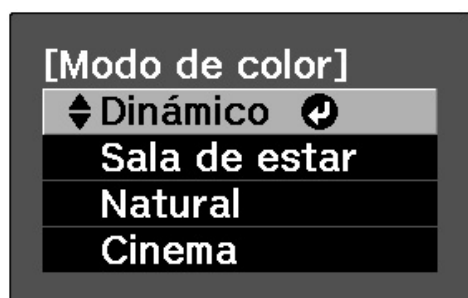 [Modo de color]
Dinámico
Sala de estar
Natural
Cinema